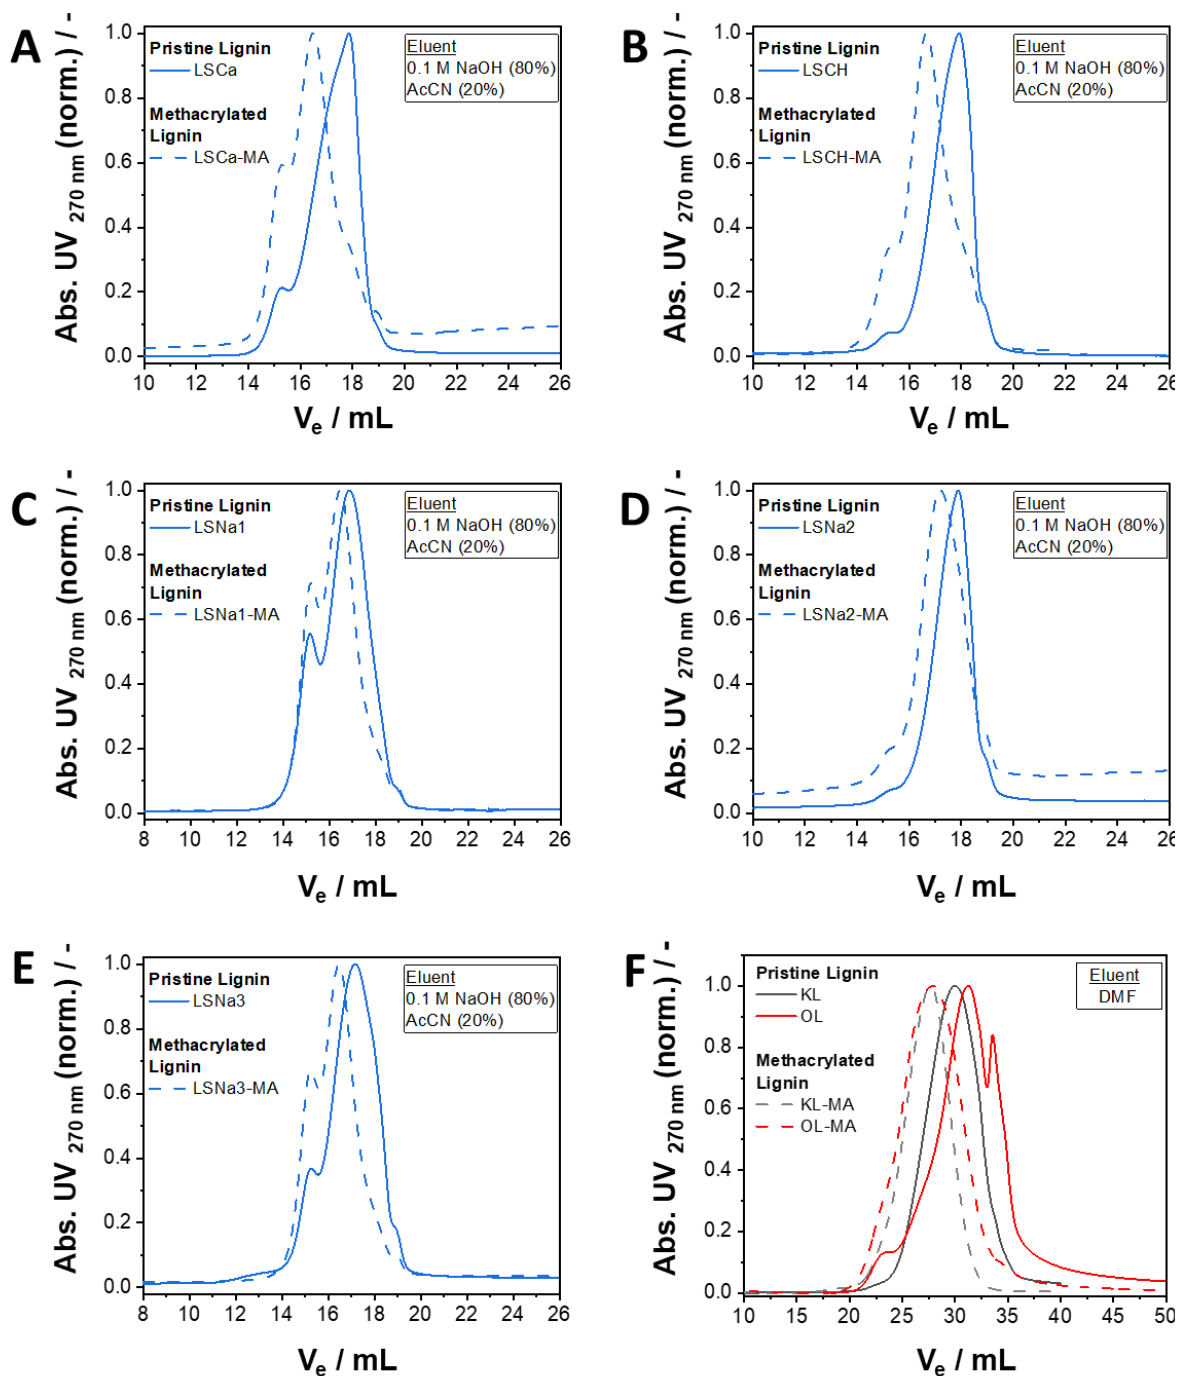 A
Abs. UV 270 nm (norm.) / -
1.0
0.8
0.6
0.4
0.2
0.0
Pristine Lignin
LSCa
Methacrylated
Lignin
LSCa-MA
Eluent
0.1 M NaOH (80%)
AcCN (20%)
10 12 14 16 18 20 22 24 26
Ve / mL
B
Abs. UV 270 nm (norm.) / -
1.0
0.8
0.6
0.4
0.2
0.0
Pristine Lignin
LSCH
Methacrylated
Lignin
LSCH-MA
Eluent
0.1 M NaOH (80%)
AcCN (20%)
10 12 14 16 18 20 22 24 26
Ve / mL
C
Abs. UV 270 nm (norm.) / -
1.0
0.8
0.6
0.4
0.2
0.0
Pristine Lignin
LSNa1
Methacrylated
Lignin
LSNa1-MA
Eluent
0.1 M NaOH (80%)
AcCN (20%)
8 10 12 14 16 18 20 22 24 26
Ve / mL
D
Abs. UV 270 nm (norm.) / -
1.0
0.8
0.6
0.4
0.2
0.0
Pristine Lignin
LSNa2
Methacrylated
Lignin
LSNa2-MA
Eluent
0.1 M NaOH (80%)
AcCN (20%)
10 12 14 16 18 20 22 24 26
Ve / mL
E
Abs. UV 270 nm (norm.) / -
1.0
0.8
0.6
0.4
0.2
0.0
Pristine Lignin
LSNa3
Methacrylated
Lignin
LSNa3-MA
Eluent
0.1 M NaOH (80%)
AcCN (20%)
8 10 12 14 16 18 20 22 24 26
Ve / mL
F
Abs. UV 270 nm (norm.) / -
1.0
0.8
0.6
0.4
0.2
0.0
Pristine Lignin
KL
OL
Methacrylated
Lignin
KL-MA
OL-MA
Eluent
DMF
10 15 20 25 30 35 40 45 50
Ve / mL